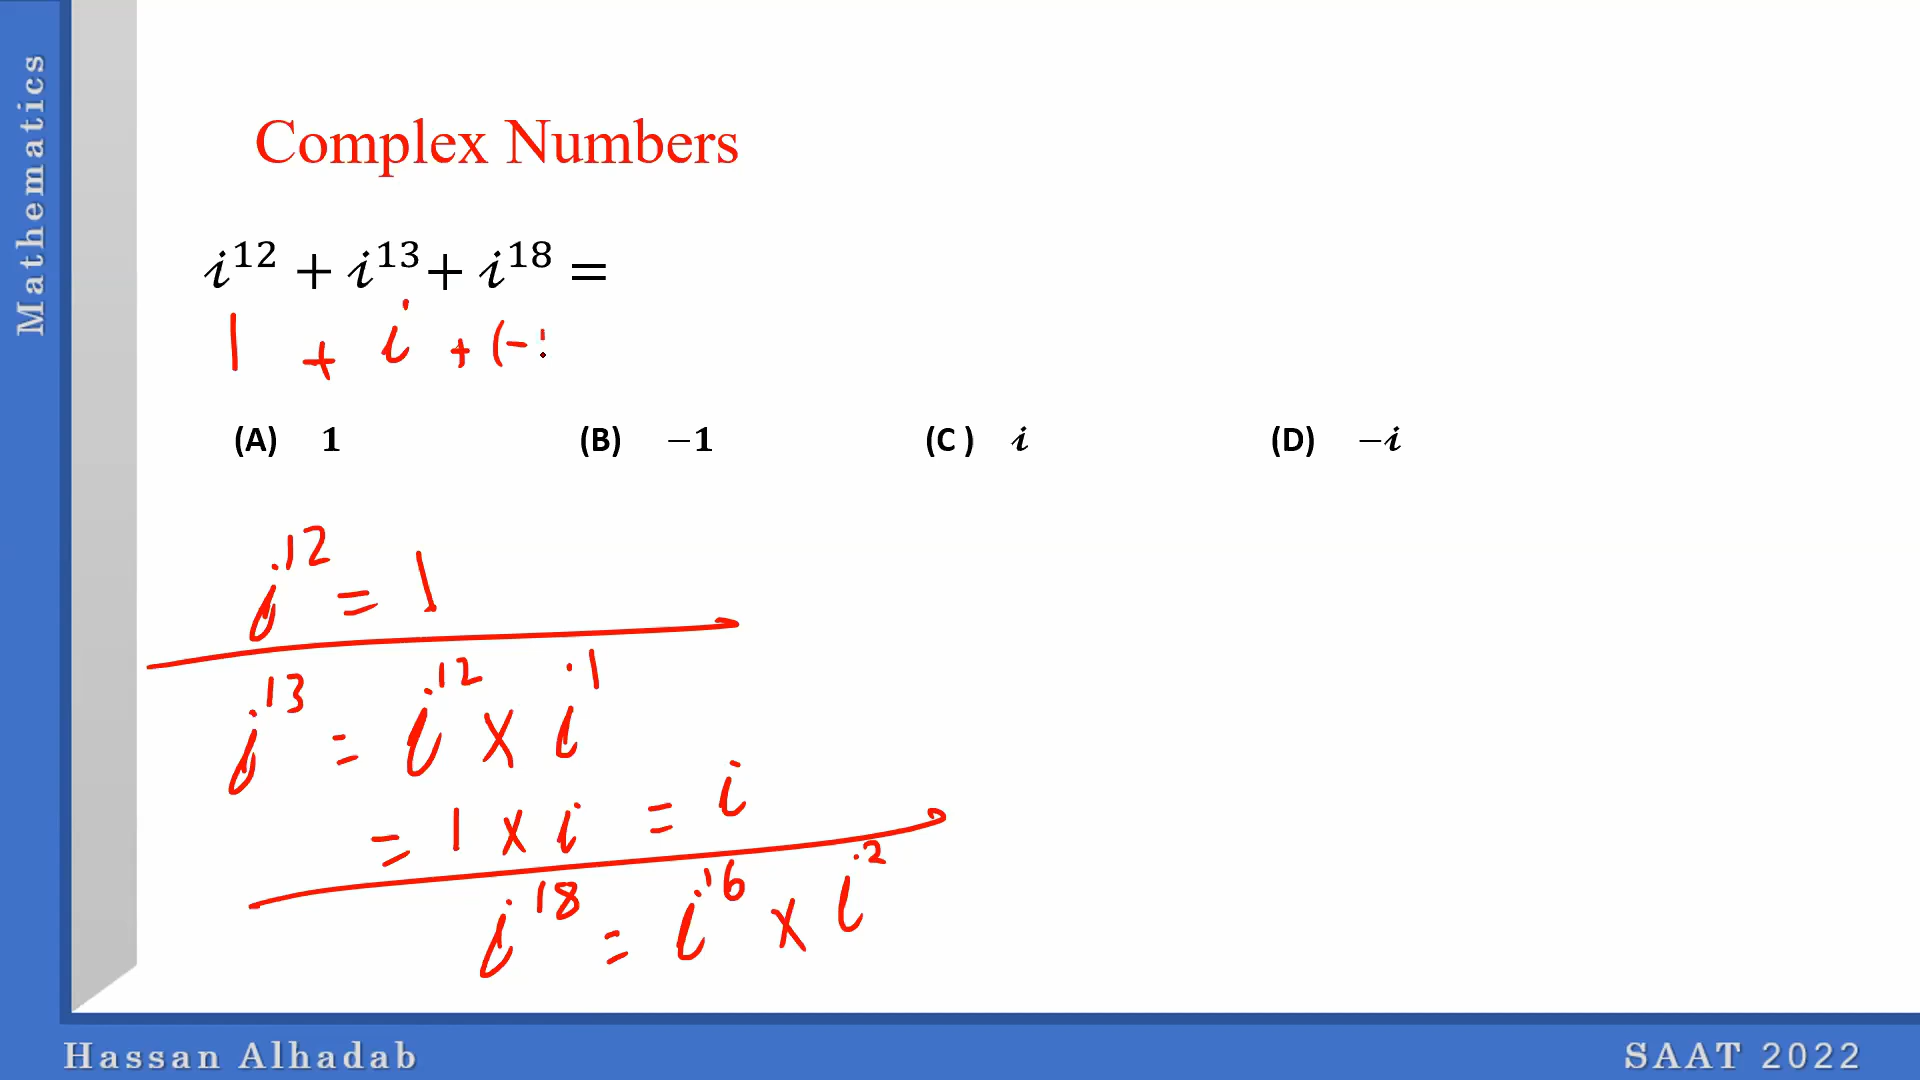 Mathematics
Complex Numbers
𝒾¹² + 𝒾¹³ + 𝒾¹⁸ =
1 + i + (-
(A) 1 (B) −1 (C ) 𝒾 (D) −𝒾
i¹² = 1
i¹³ = i¹² × i¹
= 1 × i = i
i¹⁸ = i¹⁶ × i²
Hassan Alhadab
SAAT 2022